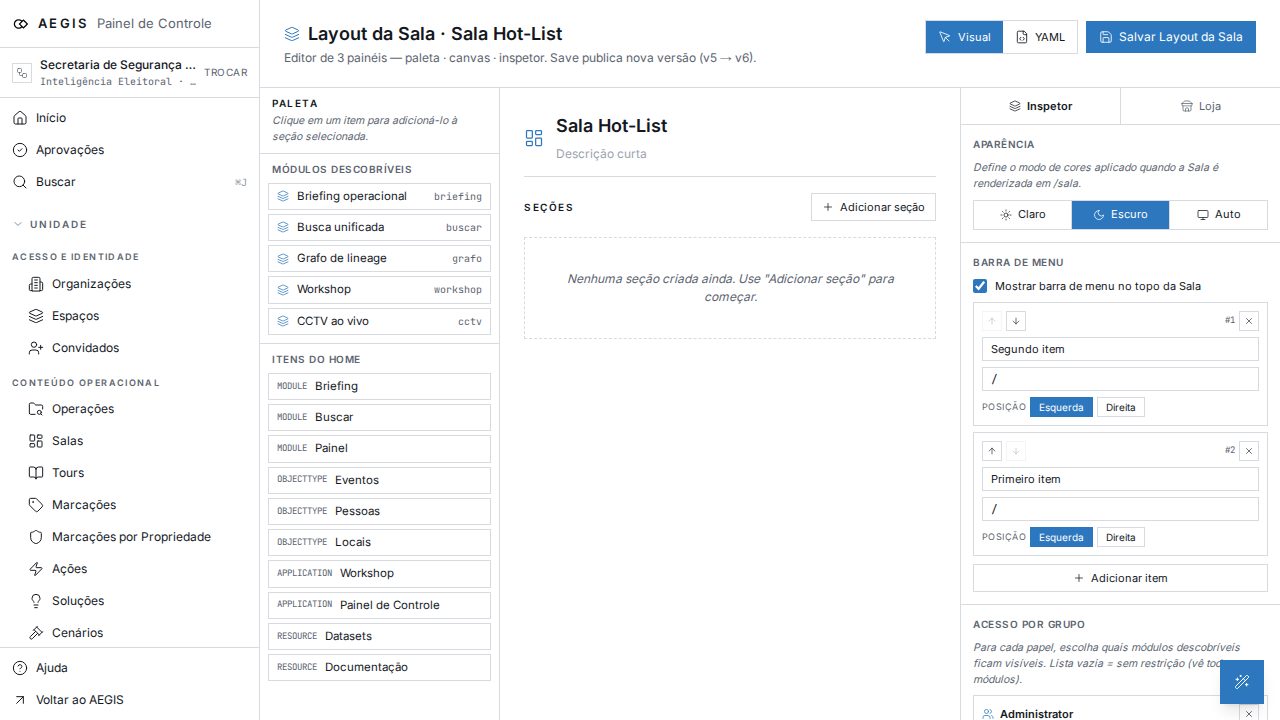 AEGIS Painel de Controle
Secretaria de Segurança ...
Inteligência Eleitoral · …
TROCAR
Início
Aprovações
Buscar ⌘J
UNIDADE
ACESSO E IDENTIDADE
Organizações
Espaços
Convidados
CONTEÚDO OPERACIONAL
Operações
Salas
Tours
Marcações
Marcações por Propriedade
Ações
Soluções
Cenários
Ajuda
Voltar ao AEGIS
Layout da Sala · Sala Hot-List
Editor de 3 painéis — paleta · canvas · inspetor. Save publica nova versão (v5 → v6).
Visual
YAML
Salvar Layout da Sala
PALETA
Clique em um item para adicioná-lo à
seção selecionada.
MÓDULOS DESCOBRÍVEIS
Briefing operacional briefing
Busca unificada buscar
Grafo de lineage grafo
Workshop workshop
CCTV ao vivo cctv
ITENS DO HOME
MODULE Briefing
MODULE Buscar
MODULE Painel
OBJECTTYPE Eventos
OBJECTTYPE Pessoas
OBJECTTYPE Locais
APPLICATION Workshop
APPLICATION Painel de Controle
RESOURCE Datasets
RESOURCE Documentação
Sala Hot-List
Descrição curta
SEÇÕES
Adicionar seção
Nenhuma seção criada ainda. Use "Adicionar seção" para
começar.
Inspetor
Loja
APARÊNCIA
Define o modo de cores aplicado quando a Sala é
renderizada em /sala.
Claro
Escuro
Auto
BARRA DE MENU
Mostrar barra de menu no topo da Sala
#1
Segundo item
/
POSIÇÃO Esquerda Direita
#2
Primeiro item
/
POSIÇÃO Esquerda Direita
Adicionar item
ACESSO POR GRUPO
Para cada papel, escolha quais módulos descobríveis
ficam visíveis. Lista vazia = sem restrição (vê
módulos).
Administrator